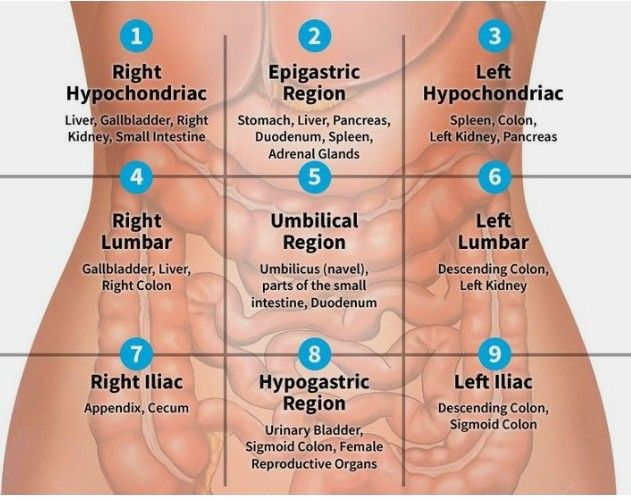 1
Right
Hypochondriac
Liver, Gallbladder, Right
Kidney, Small Intestine
2
Epigastric
Region
Stomach, Liver, Pancreas,
Duodenum, Spleen,
Adrenal Glands
3
Left
Hypochondriac
Spleen, Colon,
Left Kidney, Pancreas
4
Right
Lumbar
Gallbladder, Liver,
Right Colon
5
Umbilical
Region
Umbilicus (navel),
parts of the small
intestine, Duodenum
6
Left
Lumbar
Descending Colon,
Left Kidney
7
Right Iliac
Appendix, Cecum
8
Hypogastric
Region
Urinary Bladder,
Sigmoid Colon, Female
Reproductive Organs
9
Left Iliac
Descending Colon,
Sigmoid Colon